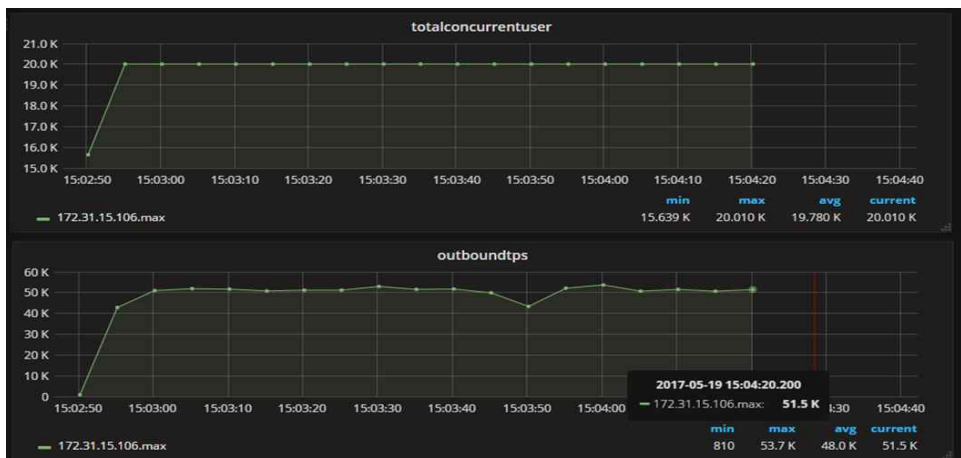 totalconcurrentuser
21.0 K
20.0 K
19.0 K
18.0 K
17.0 K
16.0 K
15.0 K
15:02:50 15:03:00 15:03:10 15:03:20 15:03:30 15:03:40 15:03:50 15:04:00 15:04:10 15:04:20 15:04:30 15:04:40
min max avg current
172.31.15.106.max 15.639 K 20.010 K 19.780 K 20.010 K
outboundtps
60 K
50 K
40 K
30 K
20 K
10 K
0
2017-05-19 15:04:20.200
172.31.15.106.max: 51.5 K
15:02:50 15:03:00 15:03:10 15:03:20 15:03:30 15:03:40 15:03:50 15:04:00 4:30 15:04:40
min max avg current
172.31.15.106.max 810 53.7 K 48.0 K 51.5 K